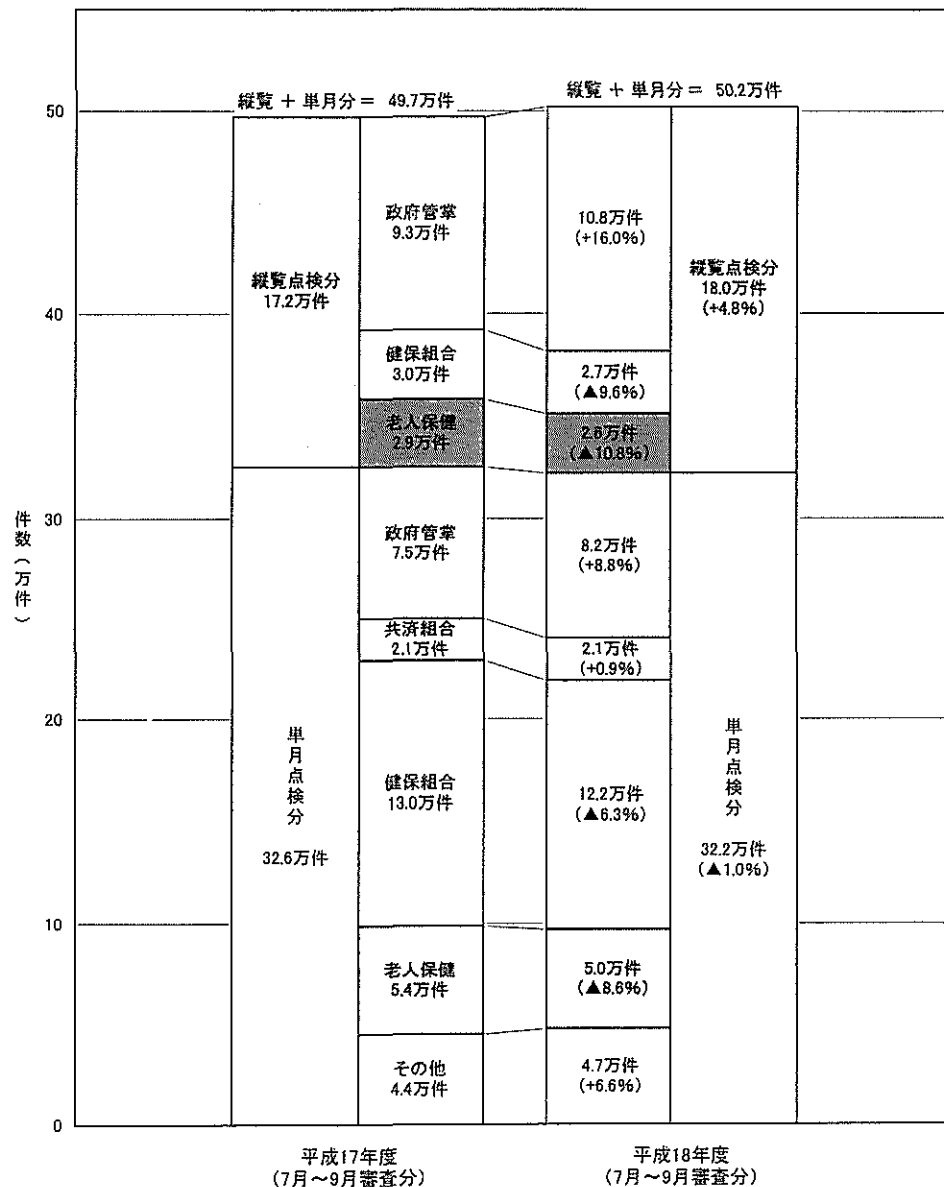 縦覧 + 単月分 = 49.7万件
縦覧 + 単月分 = 50.2万件
50
40
30
20
10
0
件数(万件)
縦覧点検分
17.2万件
政府管掌
9.3万件
健保組合
3.0万件
老人保健
2.9万件
単月点検分
32.6万件
政府管掌
7.5万件
共済組合
2.1万件
健保組合
13.0万件
老人保健
5.4万件
その他
4.4万件
10.8万件
(+16.0%)
2.7万件
(▲9.6%)
2.6万件
(▲10.8%)
8.2万件
(+8.8%)
2.1万件
(+0.9%)
12.2万件
(▲6.3%)
5.0万件
(▲8.6%)
4.7万件
(+6.6%)
縦覧点検分
18.0万件
(+4.8%)
単月点検分
32.2万件
(▲1.0%)
平成17年度
(7月～9月審査分)
平成18年度
(7月～9月審査分)